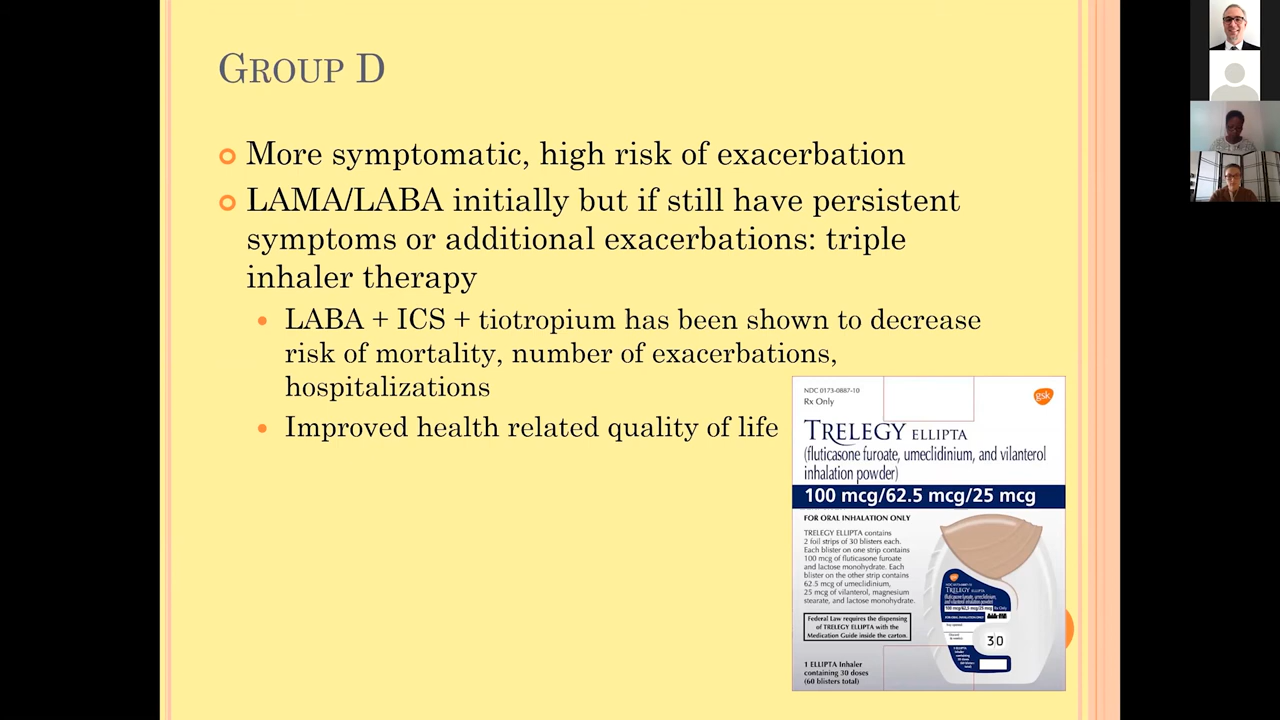 GROUP D
More symptomatic, high risk of exacerbation
LAMA/LABA initially but if still have persistent
symptoms or additional exacerbations: triple
inhaler therapy
LABA + ICS + tiotropium has been shown to decrease
risk of mortality, number of exacerbations,
hospitalizations
Improved health related quality of life
NDC 0173-0887-10
Rx Only
gsk
TRELEGY ELLIPTA
(fluticasone furoate, umeclidinium, and vilanterol
inhalation powder)
100 mcg/62.5 mcg/25 mcg
FOR ORAL INHALATION ONLY
TRELEGY ELLIPTA contains
2 foil strips of 30 blisters each.
Each blister on one strip contains
100 mcg of fluticasone furoate
and lactose monohydrate. Each
blister on the other strip contains
62.5 mcg of umeclidinium,
25 mcg of vilanterol, magnesium
stearate, and lactose monohydrate.
Federal Law requires the dispensing
of TRELEGY ELLIPTA with the
Medication Guide inside the carton.
1 ELLIPTA Inhaler
containing 30 doses
(60 blisters total)
TRELEGY ELLIPTA
30